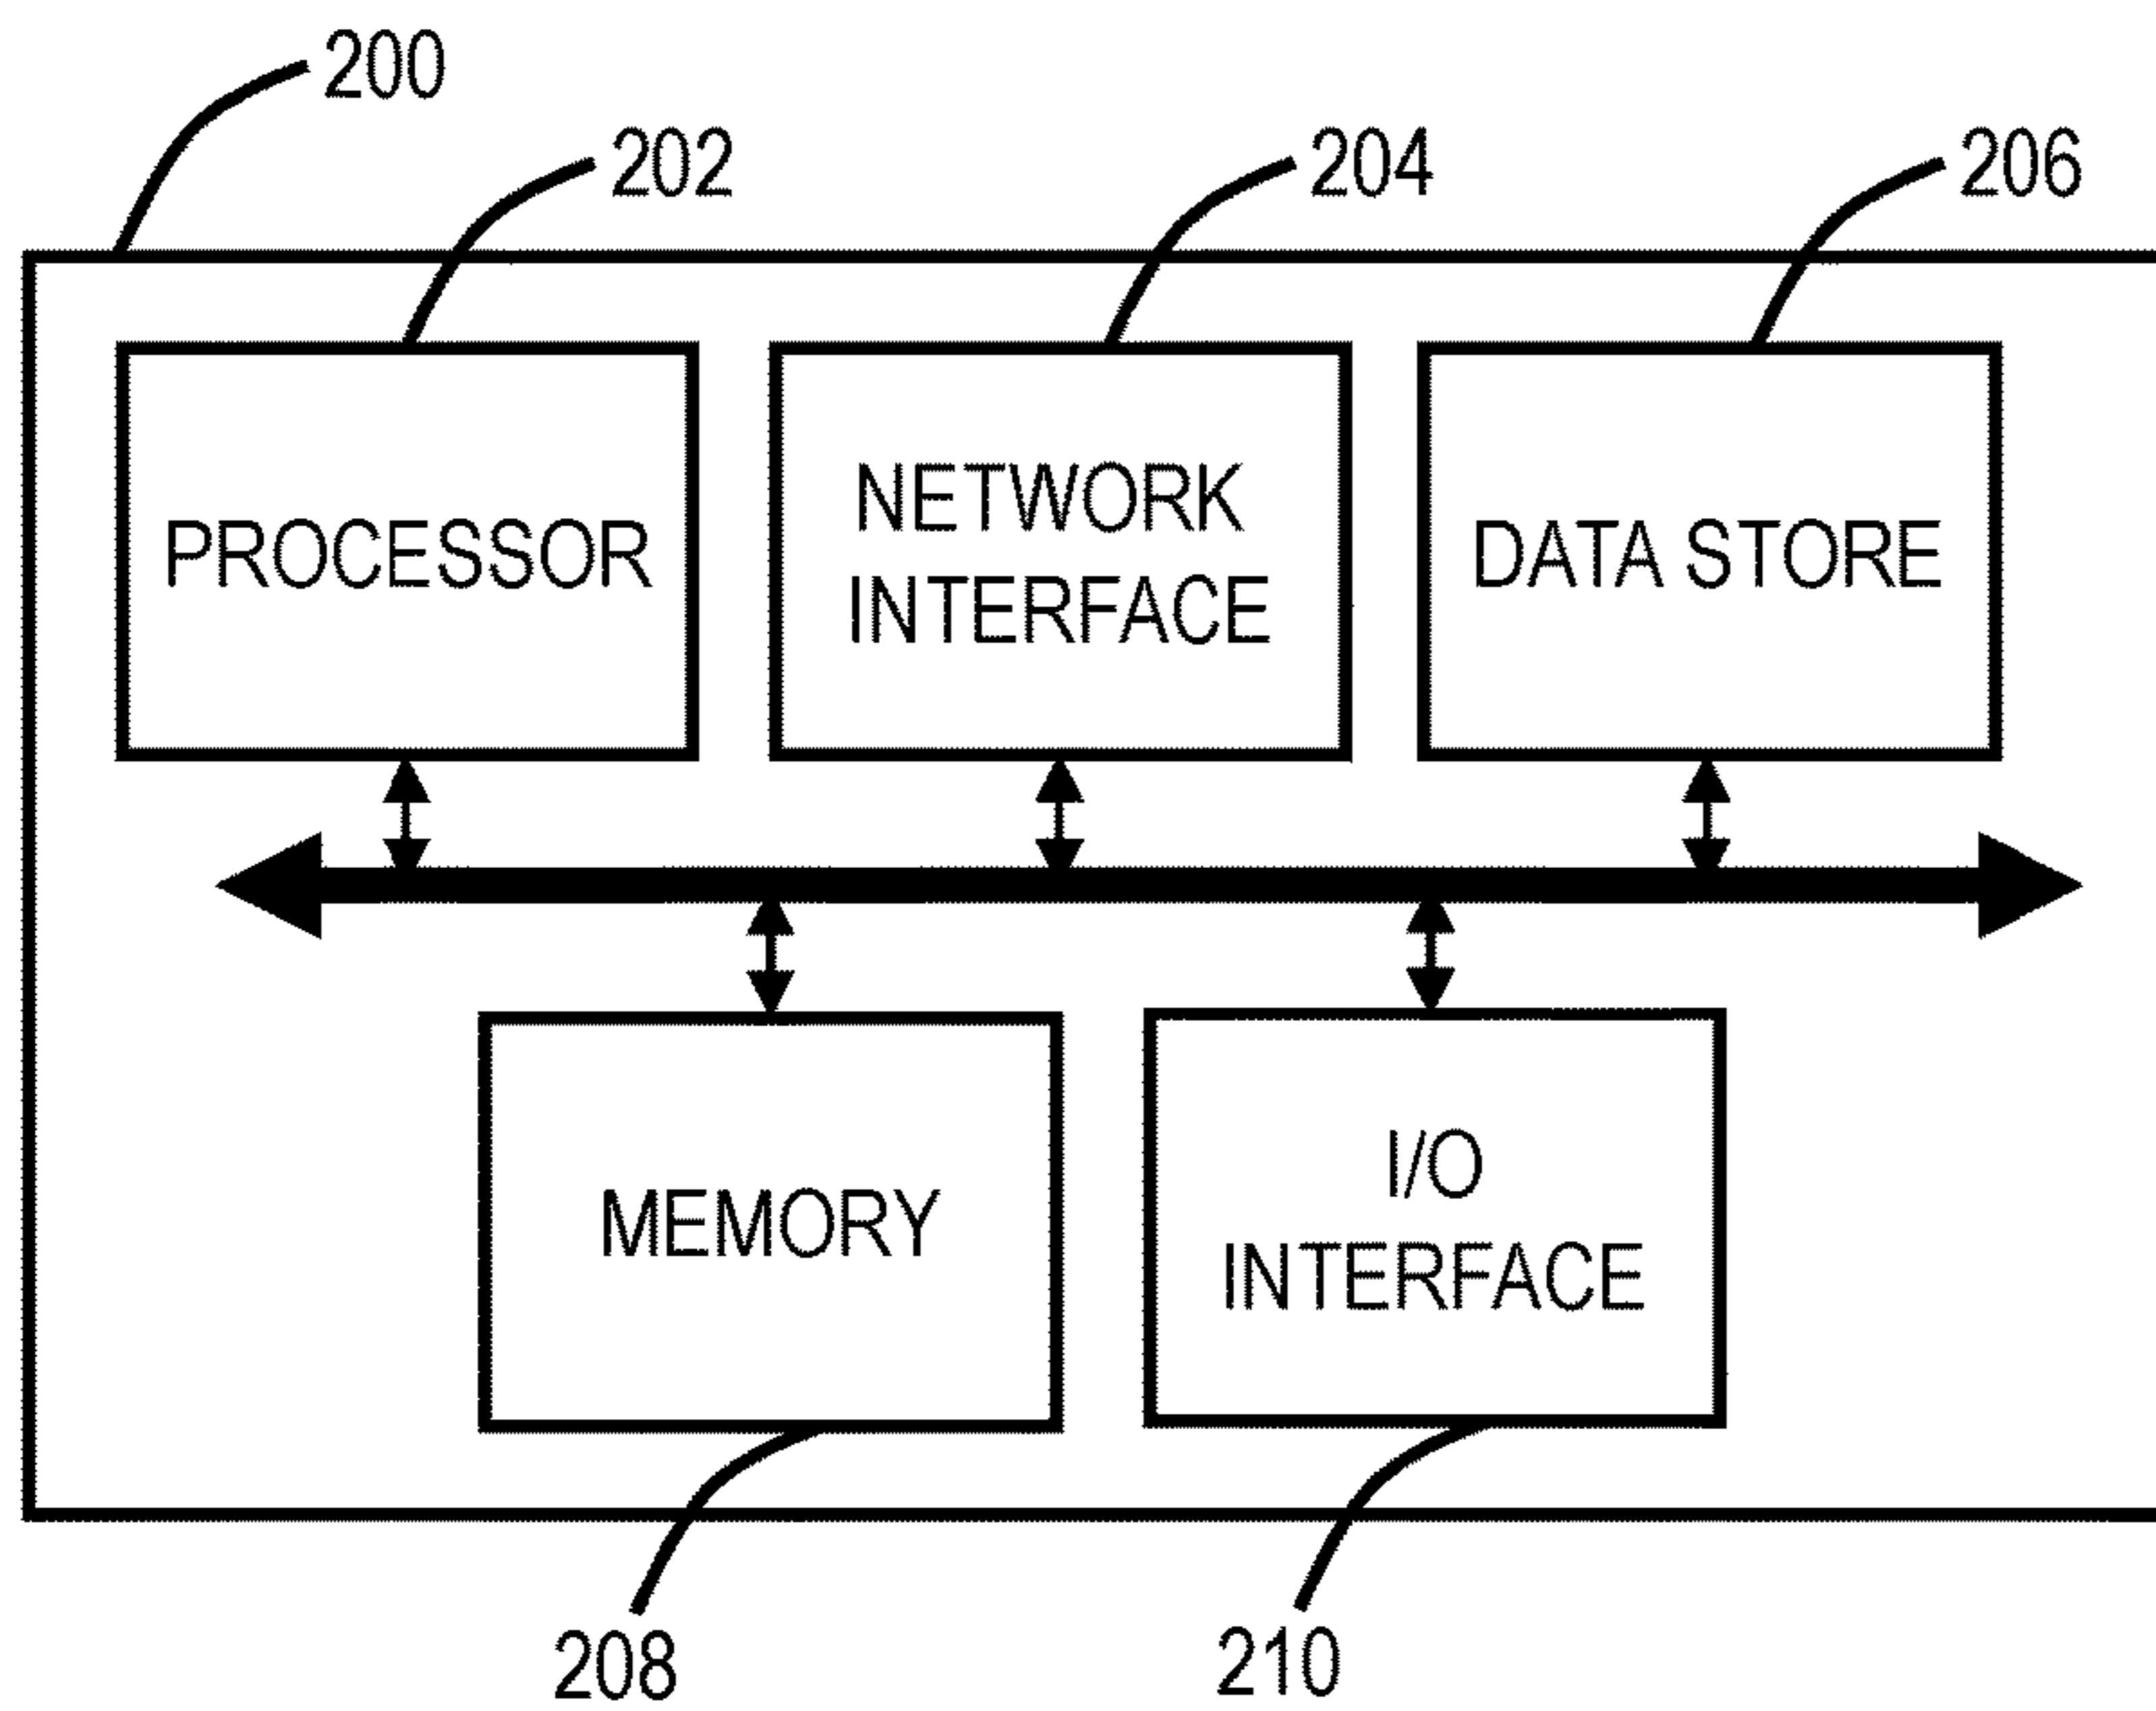 200
202
204
206
PROCESSOR
NETWORK
INTERFACE
DATA STORE
MEMORY
I/O
INTERFACE
208
210